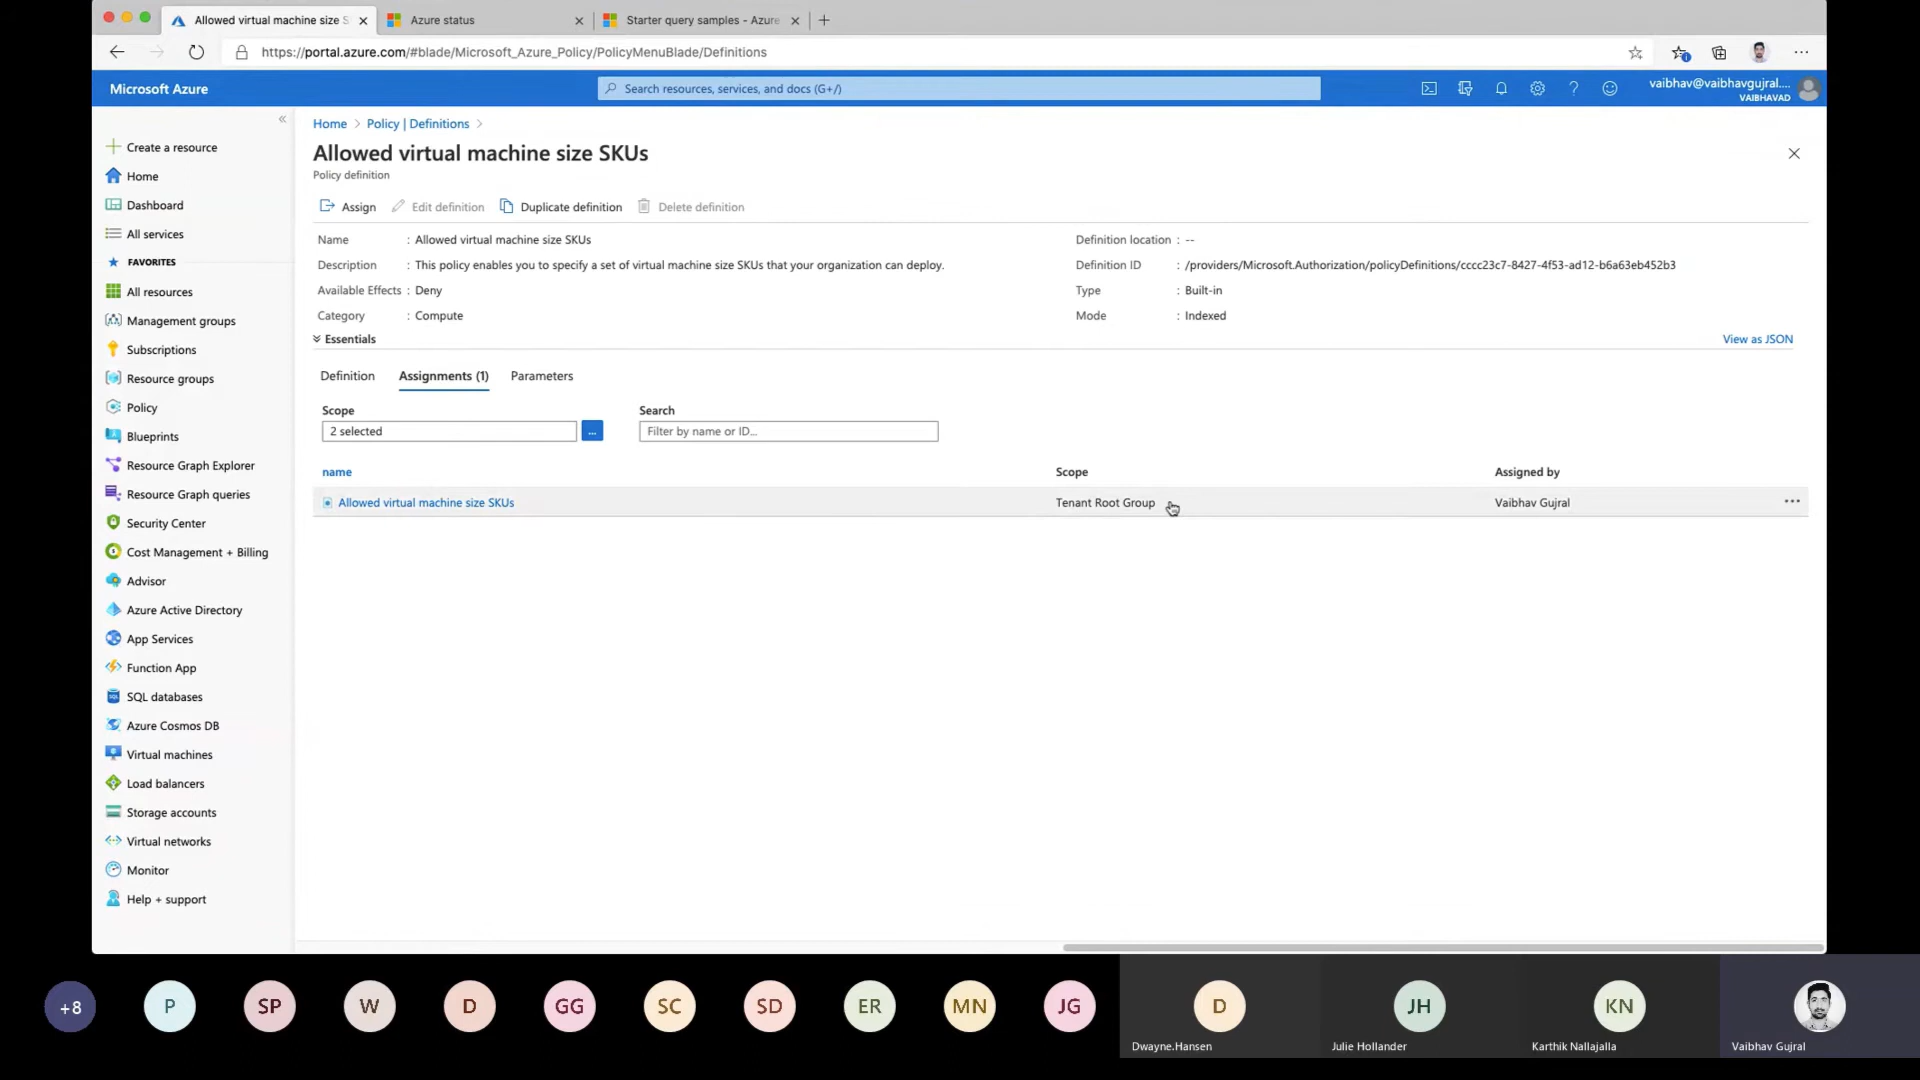 Allowed virtual machine size S
Azure status
Starter query samples - Azure
https://portal.azure.com/#blade/Microsoft_Azure_Policy/PolicyMenuBlade/Definitions
Microsoft Azure
Search resources, services, and docs (G+/)
vaibhav@vaibhavgujral....
VAIBHAVAD
Create a resource
Home
Dashboard
All services
FAVORITES
All resources
Management groups
Subscriptions
Resource groups
Policy
Blueprints
Resource Graph Explorer
Resource Graph queries
Security Center
Cost Management + Billing
Advisor
Azure Active Directory
App Services
Function App
SQL databases
Azure Cosmos DB
Virtual machines
Load balancers
Storage accounts
Virtual networks
Monitor
Help + support
Home > Policy | Definitions >
Allowed virtual machine size SKUs
Policy definition
Assign Edit definition Duplicate definition Delete definition
Name : Allowed virtual machine size SKUs
Description : This policy enables you to specify a set of virtual machine size SKUs that your organization can deploy.
Available Effects : Deny
Category : Compute
Definition location : --
Definition ID : /providers/Microsoft.Authorization/policyDefinitions/cccc23c7-8427-4f53-ad12-b6a63eb452b3
Type : Built-in
Mode : Indexed
Essentials
View as JSON
Definition Assignments (1) Parameters
Scope Search
2 selected ... Filter by name or ID...
name Scope Assigned by
Allowed virtual machine size SKUs Tenant Root Group Vaibhav Gujral ...
+8 P SP W D GG SC SD ER MN JG D JH KN
Dwayne.Hansen Julie Hollander Karthik Nallajalla Vaibhav Gujral